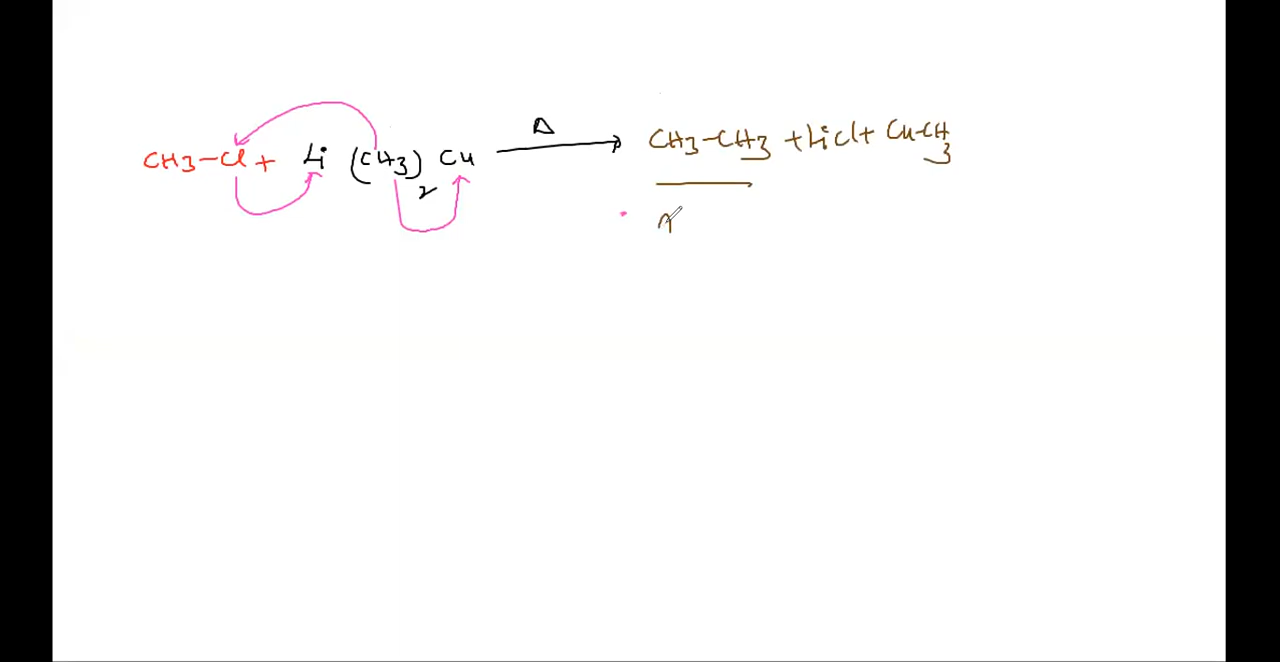 Δ
CH3-Cl + Li (CH3)2 Cu ⟶ CH3-CH3 + LiCl + Cu-CH3